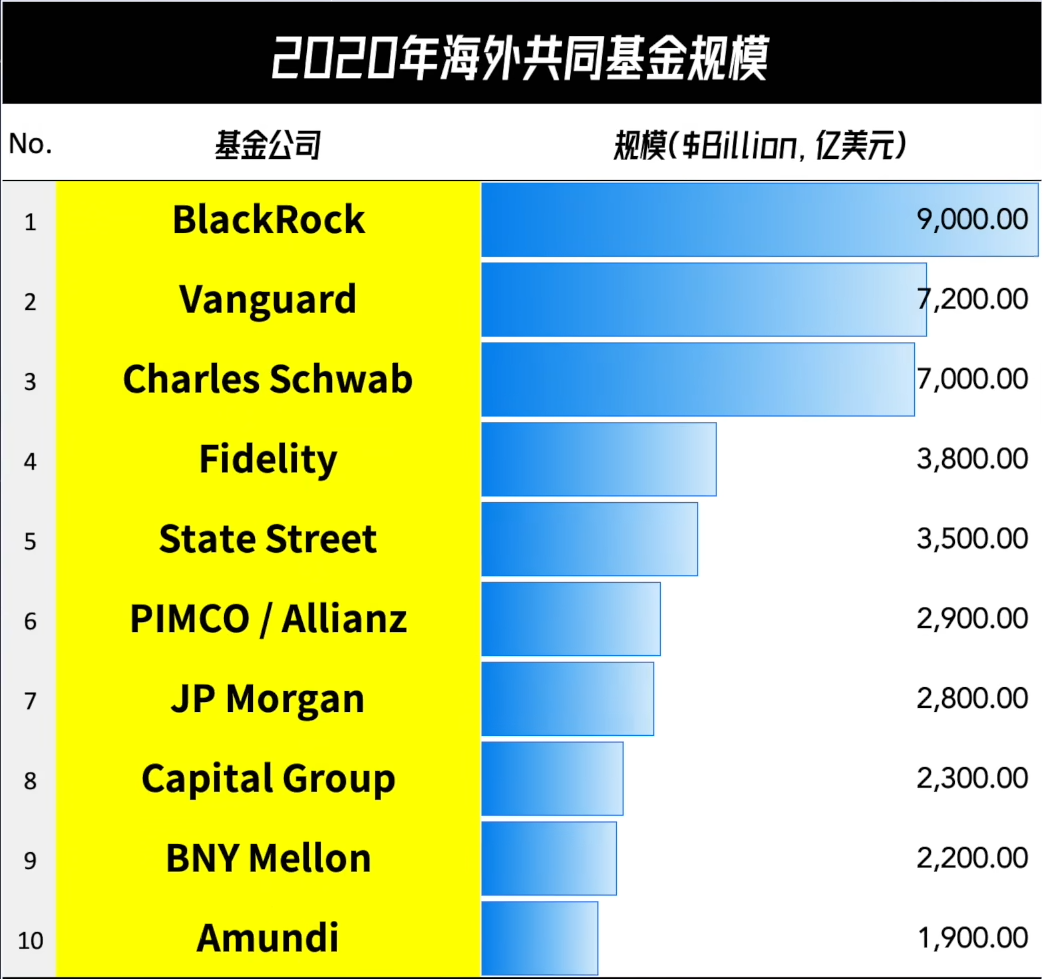 2020年海外共同基金规模
No. 基金公司 规模($Billion, 亿美元)
1 BlackRock 9,000.00
2 Vanguard 7,200.00
3 Charles Schwab 7,000.00
4 Fidelity 3,800.00
5 State Street 3,500.00
6 PIMCO / Allianz 2,900.00
7 JP Morgan 2,800.00
8 Capital Group 2,300.00
9 BNY Mellon 2,200.00
10 Amundi 1,900.00